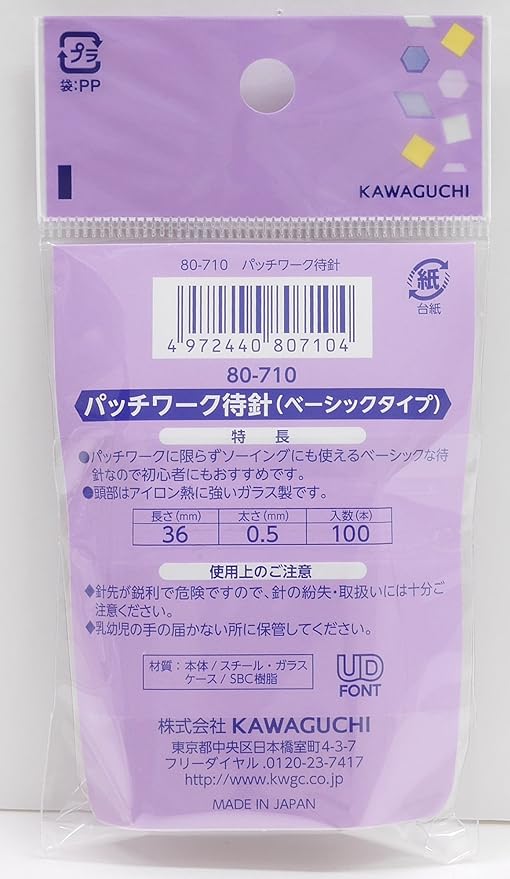 プラ
袋:PP
KAWAGUCHI
80-710 パッチワーク待針
紙
台紙
4 972440 807104
80-710
パッチワーク待針(ベーシックタイプ)
特 長
●パッチワークに限らずソーイングにも使えるベーシックな待
針なので初心者にもおすすめです。
●頭部はアイロン熱に強いガラス製です。
長さ(mm) 太さ(mm) 入数(本)
36 0.5 100
使用上のご注意
◆針先が鋭利で危険ですので、針の紛失・取扱いには十分ご
注意ください。
◆乳幼児の手の届かない所に保管してください。
材質:本体/スチール・ガラス
ケース/SBC樹脂
UD
FONT
株式会社 KAWAGUCHI
東京都中央区日本橋室町4-3-7
フリーダイヤル.0120-23-7417
http://www.kwgc.co.jp
MADE IN JAPAN